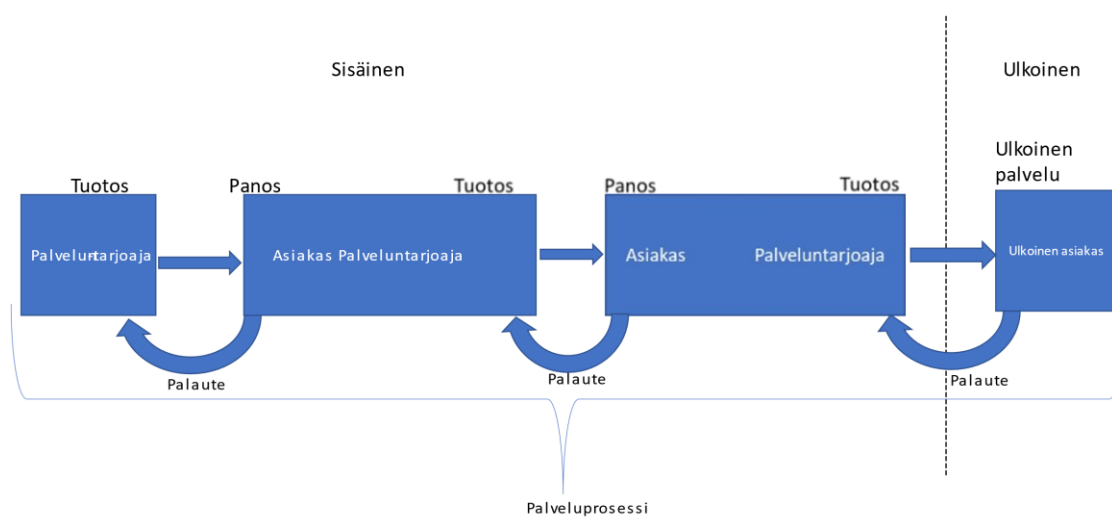 Sisäinen
Ulkoinen
Ulkoinen
palvelu
Tuotos
Panos
Tuotos
Panos
Tuotos
Palveluntarjoaja
Asiakas Palveluntarjoaja
Asiakas
Palveluntarjoaja
Ulkoinen asiakas
Palaute
Palaute
Palaute
Palveluprosessi